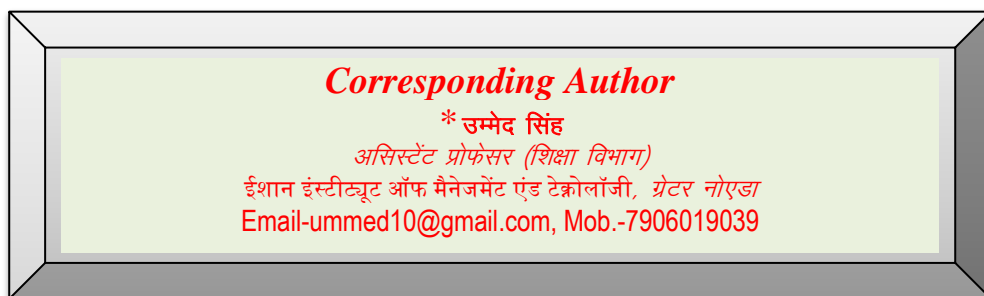 Corresponding Author
* उम्मेद सिंह
असिस्टेंट प्रोफेसर (शिक्षा विभाग)
ईशान इंस्टीट्यूट ऑफ मैनेजमेंट एंड टेक्नोलॉजी, ग्रेटर नोएडा
Email-ummed10@gmail.com, Mob.-7906019039